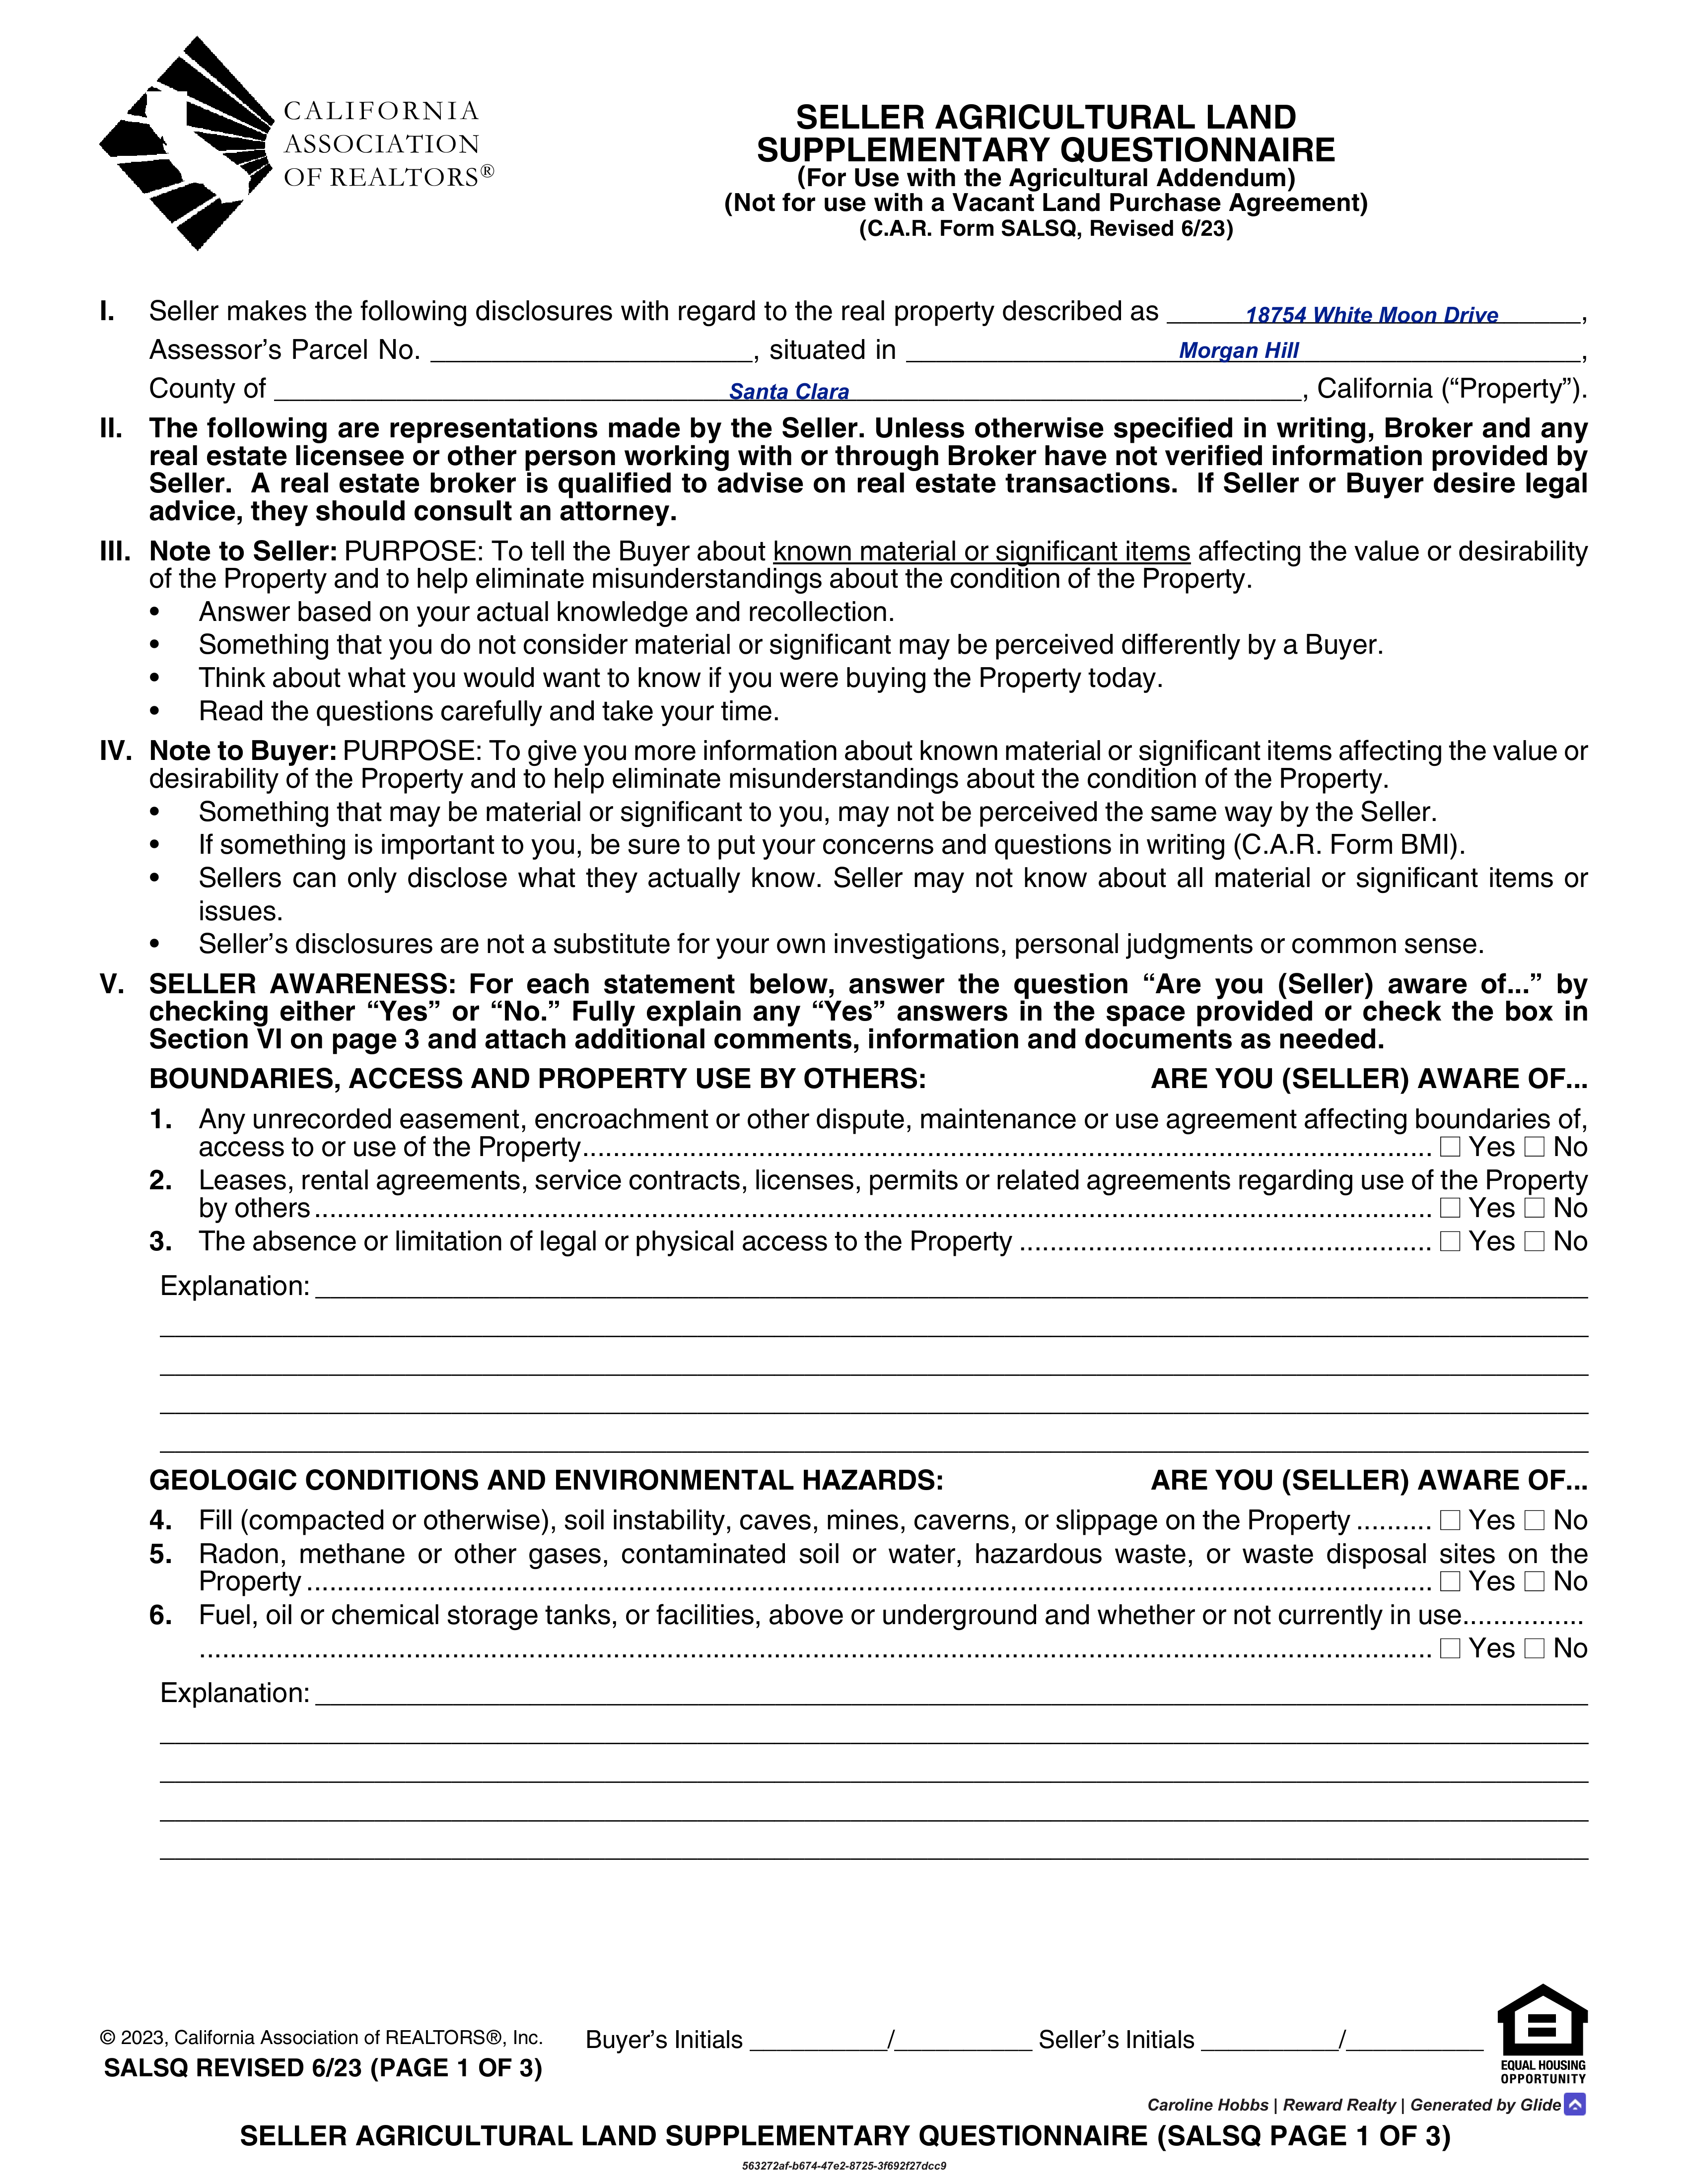 CALIFORNIA
ASSOCIATION
OF REALTORS®
SELLER AGRICULTURAL LAND
SUPPLEMENTARY QUESTIONNAIRE
(For Use with the Agricultural Addendum)
(Not for use with a Vacant Land Purchase Agreement)
(C.A.R. Form SALSQ, Revised 6/23)
I. Seller makes the following disclosures with regard to the real property described as 18754 White Moon Drive,
Assessor’s Parcel No. ____, situated in Morgan Hill,
County of Santa Clara, California (“Property”).
II. The following are representations made by the Seller. Unless otherwise specified in writing, Broker and any
real estate licensee or other person working with or through Broker have not verified information provided by
Seller. A real estate broker is qualified to advise on real estate transactions. If Seller or Buyer desire legal
advice, they should consult an attorney.
III. Note to Seller: PURPOSE: To tell the Buyer about known material or significant items affecting the value or desirability
of the Property and to help eliminate misunderstandings about the condition of the Property.
• Answer based on your actual knowledge and recollection.
• Something that you do not consider material or significant may be perceived differently by a Buyer.
• Think about what you would want to know if you were buying the Property today.
• Read the questions carefully and take your time.
IV. Note to Buyer: PURPOSE: To give you more information about known material or significant items affecting the value or
desirability of the Property and to help eliminate misunderstandings about the condition of the Property.
• Something that may be material or significant to you, may not be perceived the same way by the Seller.
• If something is important to you, be sure to put your concerns and questions in writing (C.A.R. Form BMI).
• Sellers can only disclose what they actually know. Seller may not know about all material or significant items or
issues.
• Seller’s disclosures are not a substitute for your own investigations, personal judgments or common sense.
V. SELLER AWARENESS: For each statement below, answer the question “Are you (Seller) aware of...” by
checking either “Yes” or “No.” Fully explain any “Yes” answers in the space provided or check the box in
Section VI on page 3 and attach additional comments, information and documents as needed.
BOUNDARIES, ACCESS AND PROPERTY USE BY OTHERS: ARE YOU (SELLER) AWARE OF...
1. Any unrecorded easement, encroachment or other dispute, maintenance or use agreement affecting boundaries of,
access to or use of the Property.... ☐ Yes ☐ No
2. Leases, rental agreements, service contracts, licenses, permits or related agreements regarding use of the Property
by others.... ☐ Yes ☐ No
3. The absence or limitation of legal or physical access to the Property .... ☐ Yes ☐ No
Explanation: ____
GEOLOGIC CONDITIONS AND ENVIRONMENTAL HAZARDS: ARE YOU (SELLER) AWARE OF...
4. Fill (compacted or otherwise), soil instability, caves, mines, caverns, or slippage on the Property .......... ☐ Yes ☐ No
5. Radon, methane or other gases, contaminated soil or water, hazardous waste, or waste disposal sites on the
Property.... ☐ Yes ☐ No
6. Fuel, oil or chemical storage tanks, or facilities, above or underground and whether or not currently in use................
.... ☐ Yes ☐ No
Explanation: ____
© 2023, California Association of REALTORS®, Inc. Buyer’s Initials ____/____ Seller’s Initials ____/____
SALSQ REVISED 6/23 (PAGE 1 OF 3)
EQUAL HOUSING
OPPORTUNITY
Caroline Hobbs | Reward Realty | Generated by Glide
SELLER AGRICULTURAL LAND SUPPLEMENTARY QUESTIONNAIRE (SALSQ PAGE 1 OF 3)
563272af-b674-47e2-8725-3f692f27dcc9